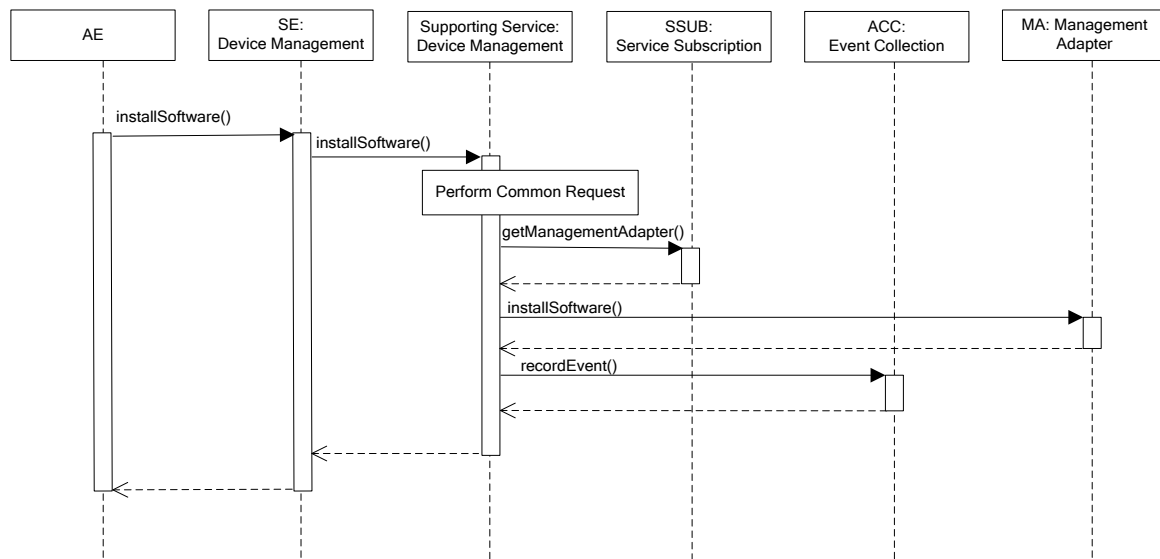 AE
SE:
Device Management
Supporting Service:
Device Management
SSUB:
Service Subscription
ACC:
Event Collection
MA: Management
Adapter
installSoftware()
installSoftware()
Perform Common Request
getManagementAdapter()
installSoftware()
recordEvent()